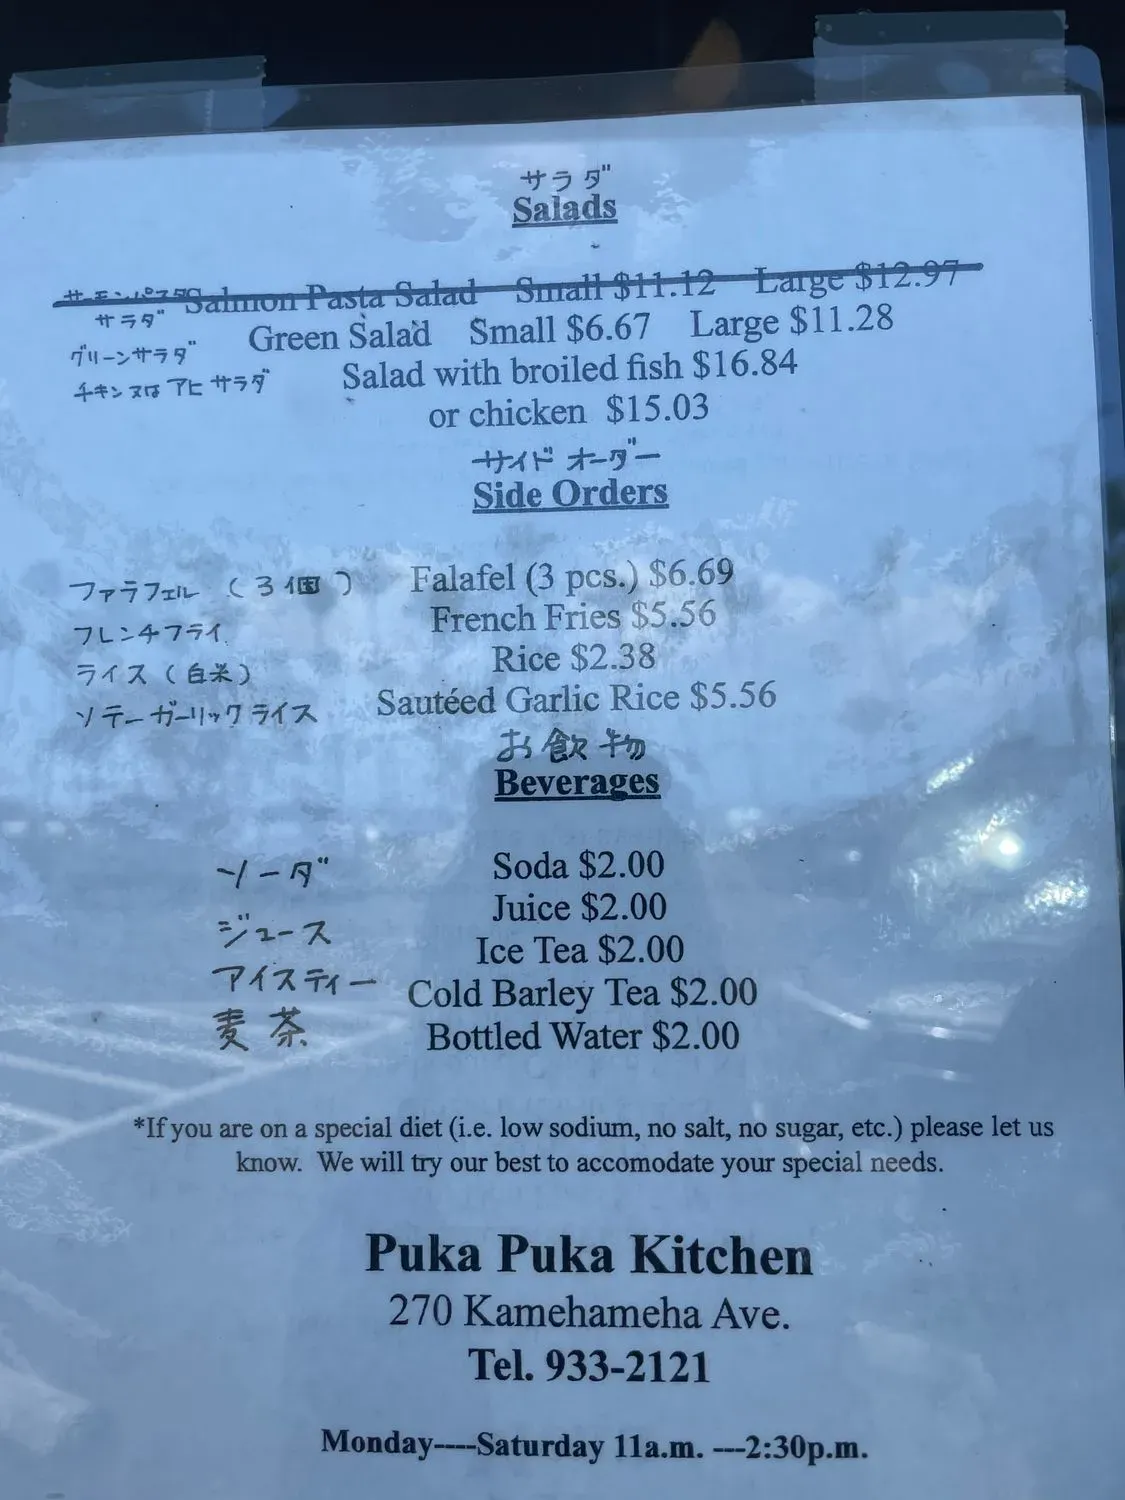 サラダ
Salads
サーモンパスタ Salmon Pasta Salad Small $11.12 Large $12.97
サラダ
Green Salad Small $6.67 Large $11.28
グリーンサラダ
Salad with broiled fish $16.84
チキン又は アヒ サラダ
or chicken $15.03
サイド オーダー
Side Orders
ファラフェル (3個) Falafel (3 pcs.) $6.69
フレンチフライ French Fries $5.56
ライス (白米) Rice $2.38
ソテーガーリックライス Sautéed Garlic Rice $5.56
お飲物
Beverages
ソーダ Soda $2.00
ジュース Juice $2.00
アイスティー Ice Tea $2.00
麦茶 Cold Barley Tea $2.00
Bottled Water $2.00
*If you are on a special diet (i.e. low sodium, no salt, no sugar, etc.) please let us
know. We will try our best to accomodate your special needs.
Puka Puka Kitchen
270 Kamehameha Ave.
Tel. 933-2121
Monday----Saturday 11a.m. ---2:30p.m.